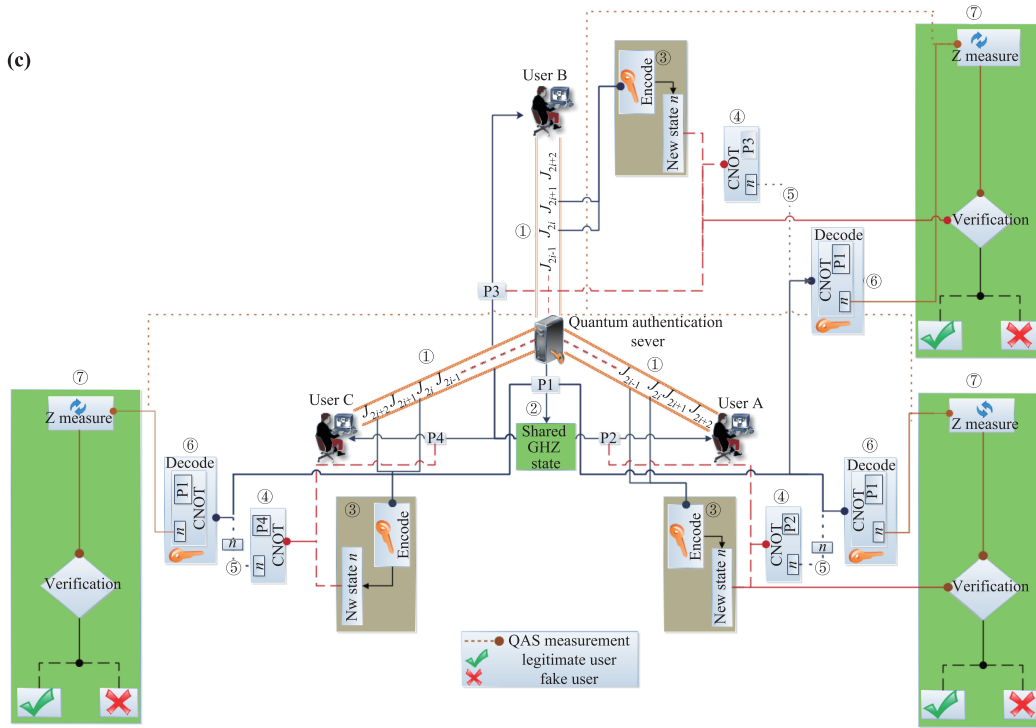 (c)
⑦
Z measure
Verification
User B
③
Encode
New state n
④
CNOT
P3
n
⑤
Decode
CNOT
P1
n
⑥
①
J2i-1 J2i J2i+1 J2i+2
P3
Quantum authentication
sever
①
J2i+2 J2i+1 J2i J2i-1
①
J2i-1 J2i J2i+1 J2i+2
P1
②
Shared
GHZ
state
User C
P4
P2
User A
⑦
Z measure
Verification
⑥
Decode
P1
CNOT
n
④
P4
CNOT
n
n
⑤
③
Encode
Nw state n
③
Encode
New state n
④
CNOT
P2
n
n
⑤
⑥
Decode
CNOT
P1
n
⑦
Z measure
Verification
QAS measurement
legitimate user
fake user